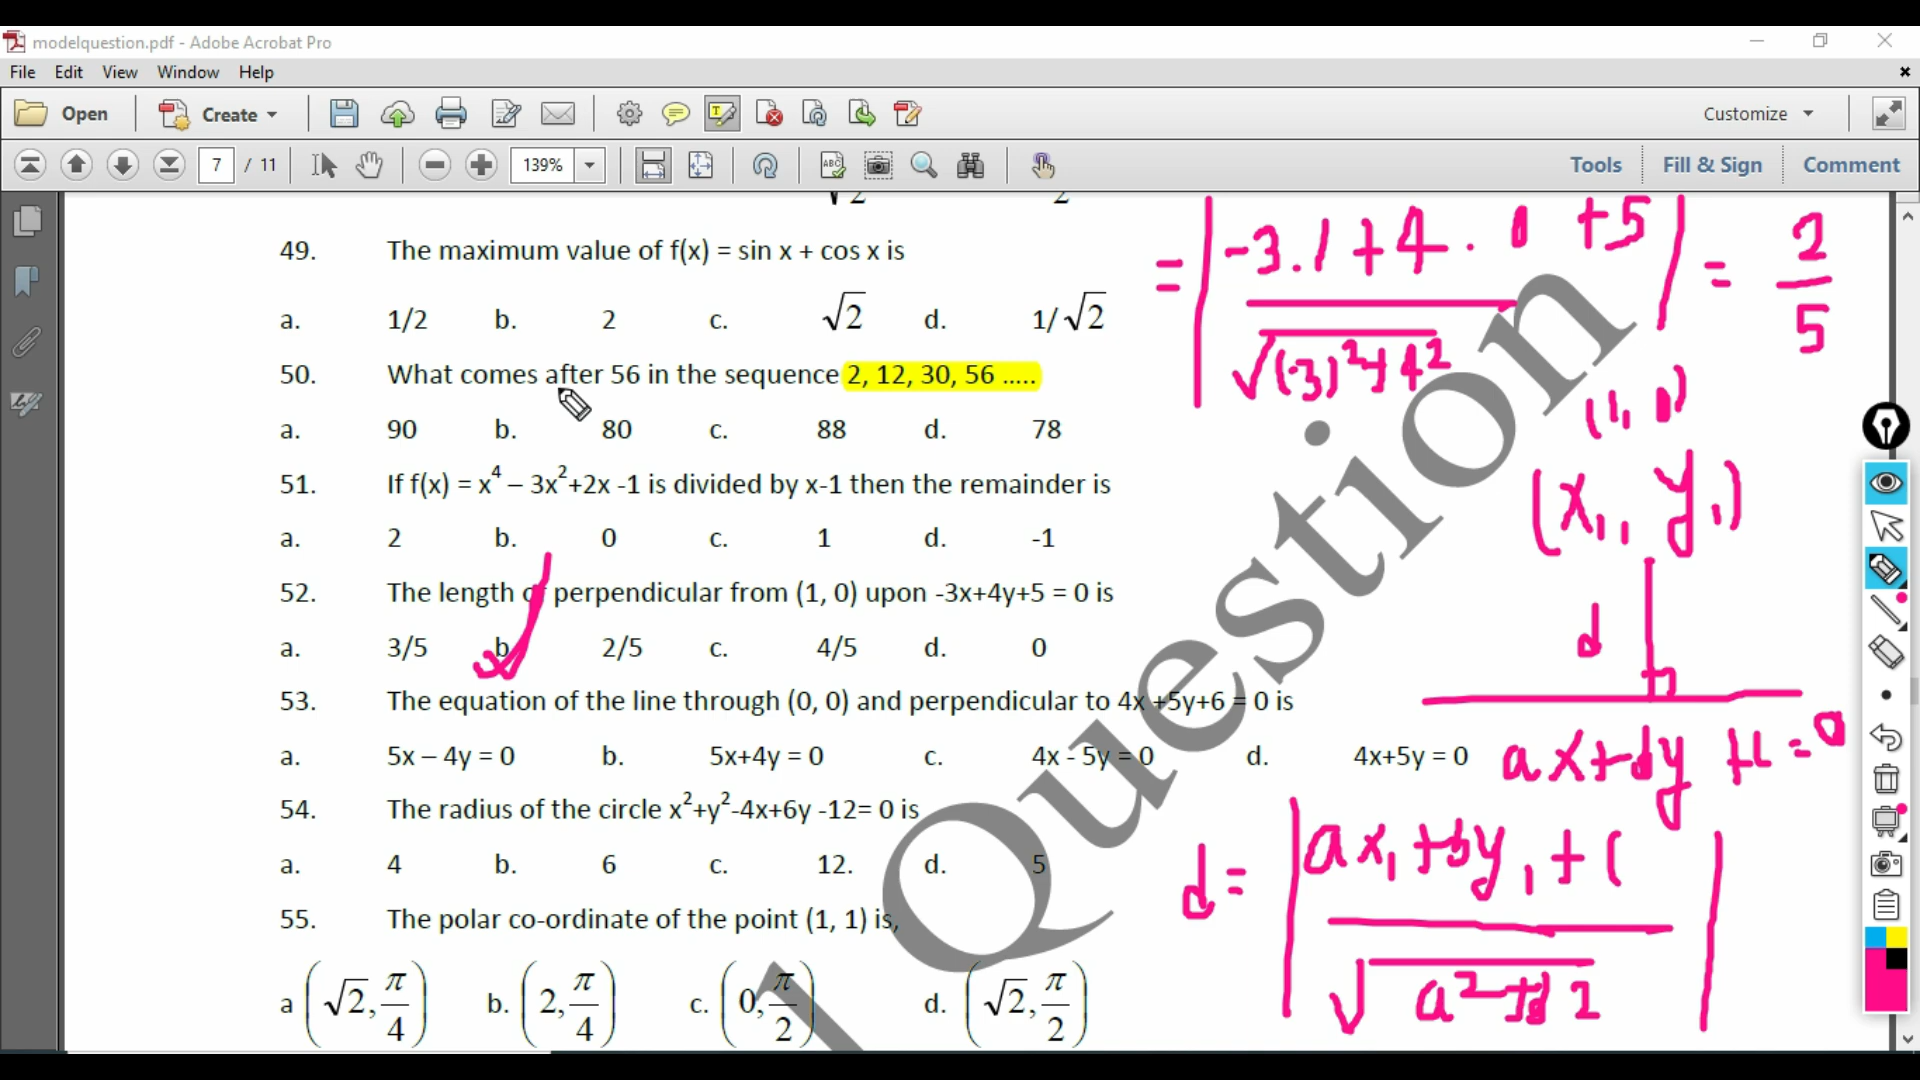 modelquestion.pdf - Adobe Acrobat Pro
File Edit View Window Help
Open Create Customize
7 / 11 139% Tools Fill & Sign Comment
49. The maximum value of f(x) = sin x + cos x is
a. 1/2 b. 2 c. √2 d. 1/√2
50. What comes after 56 in the sequence 2, 12, 30, 56 .....
a. 90 b. 80 c. 88 d. 78
51. If f(x) = x⁴ – 3x²+2x -1 is divided by x-1 then the remainder is
a. 2 b. 0 c. 1 d. -1
52. The length of perpendicular from (1, 0) upon -3x+4y+5 = 0 is
a. 3/5 b. 2/5 c. 4/5 d. 0
53. The equation of the line through (0, 0) and perpendicular to 4x +5y+6 = 0 is
a. 5x – 4y = 0 b. 5x+4y = 0 c. 4x - 5y = 0 d. 4x+5y = 0
54. The radius of the circle x²+y²-4x+6y -12= 0 is
a. 4 b. 6 c. 12. d. 5
55. The polar co-ordinate of the point (1, 1) is,
a (√2, π/4) b. (2, π/4) c. (0, π/2) d. (√2, π/2)
= |-3.1+4.0+5 / √(-3)²+4²| = 2/5
(1, 0)
(x₁, y₁)
d
ax+by+c=0
d = |ax₁+by₁+c / √a²+b²|
Question